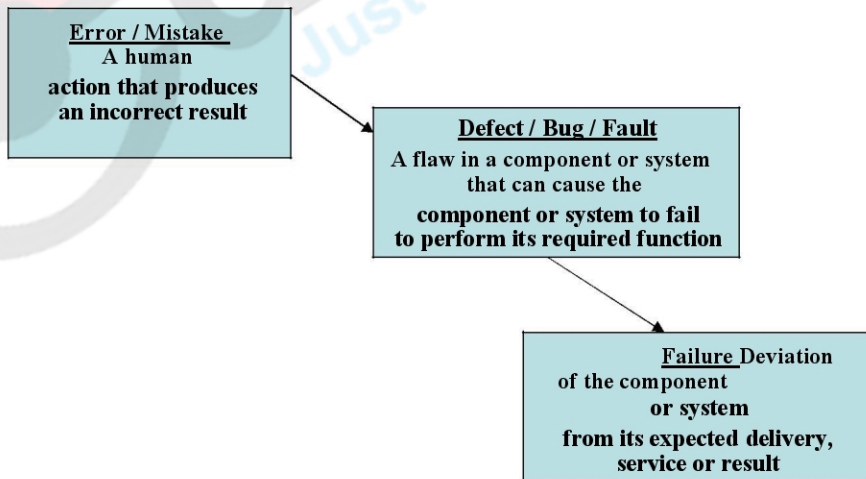 Just
Error / Mistake
A human
action that produces
an incorrect result
Defect / Bug / Fault
A flaw in a component or system
that can cause the
component or system to fail
to perform its required function
Failure Deviation
of the component
or system
from its expected delivery,
service or result